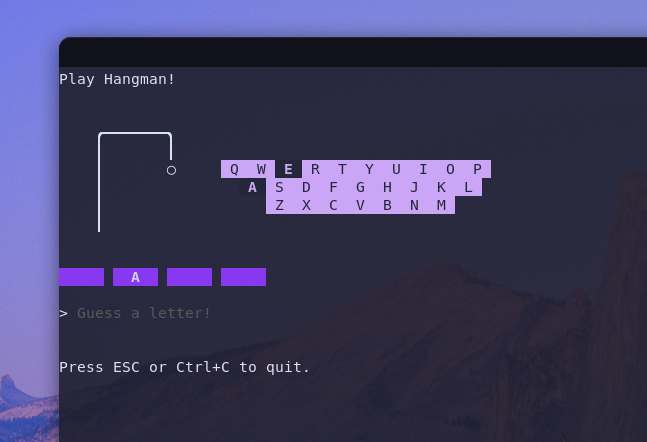 Play Hangman!
Q W E R T Y U I O P
A S D F G H J K L
Z X C V B N M
A
> Guess a letter!
Press ESC or Ctrl+C to quit.